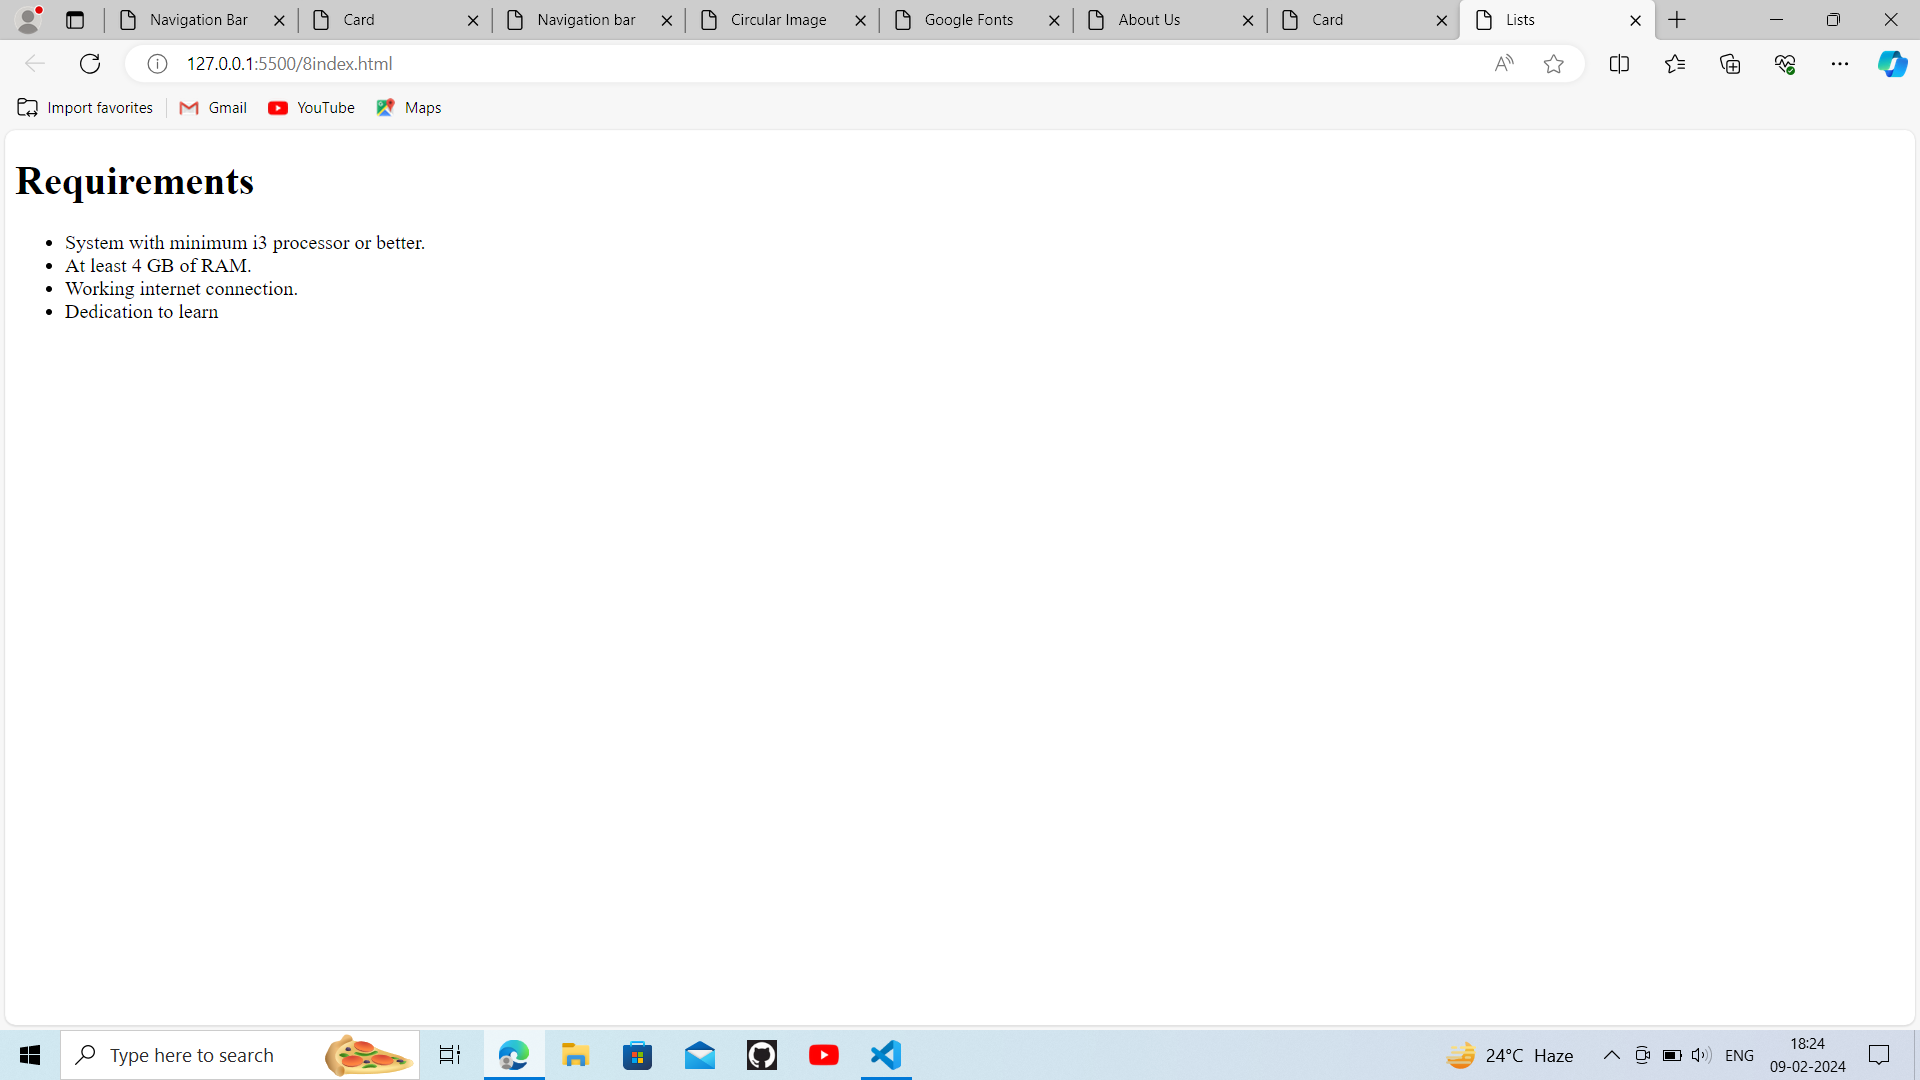 Navigation Bar
Card
Navigation bar
Circular Image
Google Fonts
About Us
Card
Lists
127.0.0.1:5500/8index.html
Import favorites
Gmail
YouTube
Maps
Requirements
• System with minimum i3 processor or better.
• At least 4 GB of RAM.
• Working internet connection.
• Dedication to learn
Type here to search
24°C Haze
ENG
18:24
09-02-2024